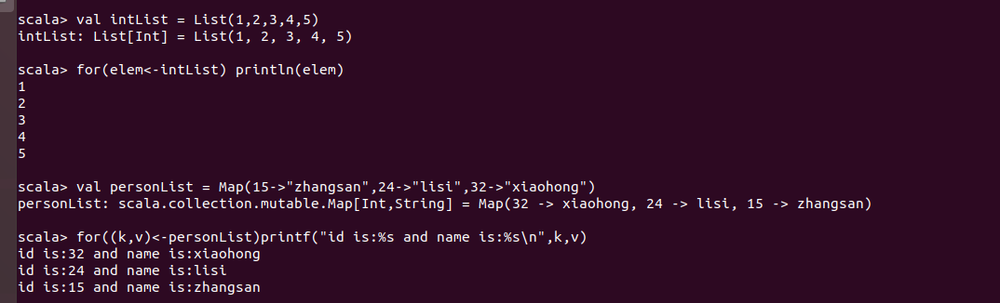 scala> val intList = List(1,2,3,4,5)
intList: List[Int] = List(1, 2, 3, 4, 5)
scala> for(elem<-intList) println(elem)
1
2
3
4
5
scala> val personList = Map(15->"zhangsan",24->"lisi",32->"xiaohong")
personList: scala.collection.mutable.Map[Int,String] = Map(32 -> xiaohong, 24 -> lisi, 15 -> zhangsan)
scala> for((k,v)<-personList)printf("id is:%s and name is:%s\n",k,v)
id is:32 and name is:xiaohong
id is:24 and name is:lisi
id is:15 and name is:zhangsan